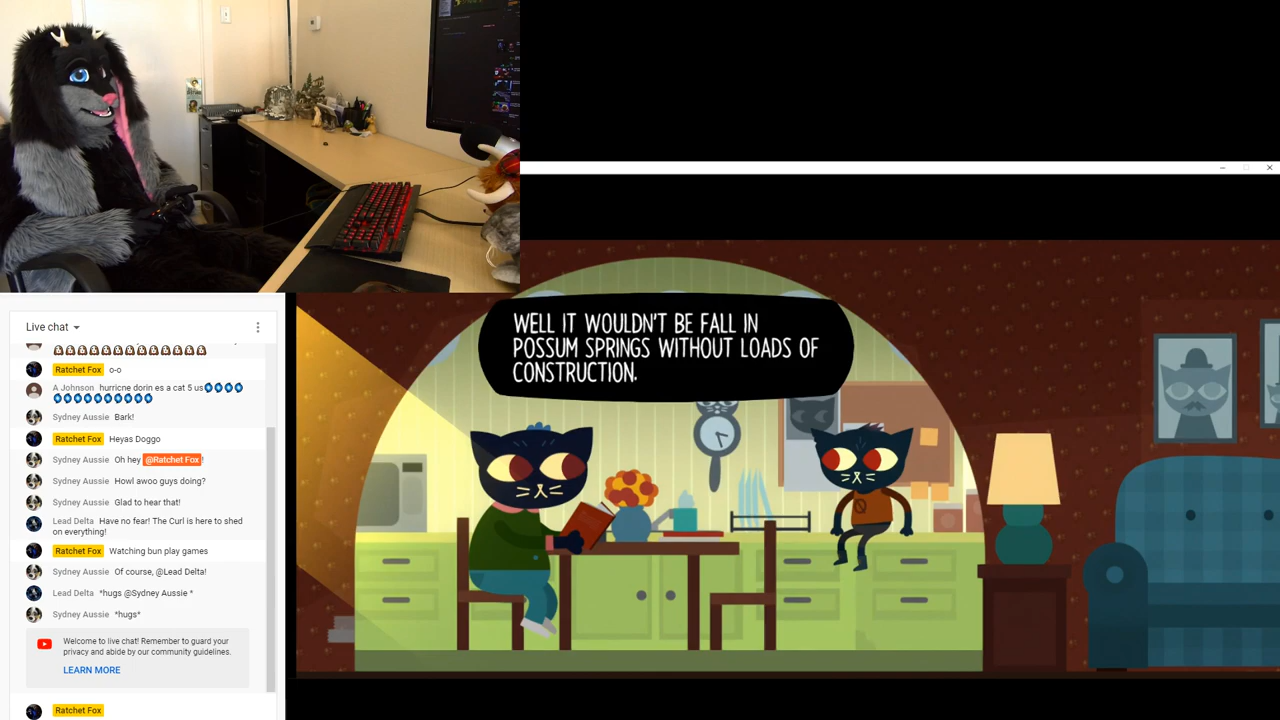 WELL IT WOULDN'T BE FALL IN
POSSUM SPRINGS WITHOUT LOADS OF
CONSTRUCTION.
Live chat
Ratchet Fox o-o
A Johnson hurricne dorin es a cat 5 us
Sydney Aussie Bark!
Ratchet Fox Heyas Doggo
Sydney Aussie Oh hey @Ratchet Fox!
Sydney Aussie Howl awoo guys doing?
Sydney Aussie Glad to hear that!
Lead Delta Have no fear! The Curl is here to shed
on everything!
Ratchet Fox Watching bun play games
Sydney Aussie Of course, @Lead Delta!
Lead Delta *hugs @Sydney Aussie *
Sydney Aussie *hugs*
Welcome to live chat! Remember to guard your
privacy and abide by our community guidelines.
LEARN MORE
Ratchet Fox